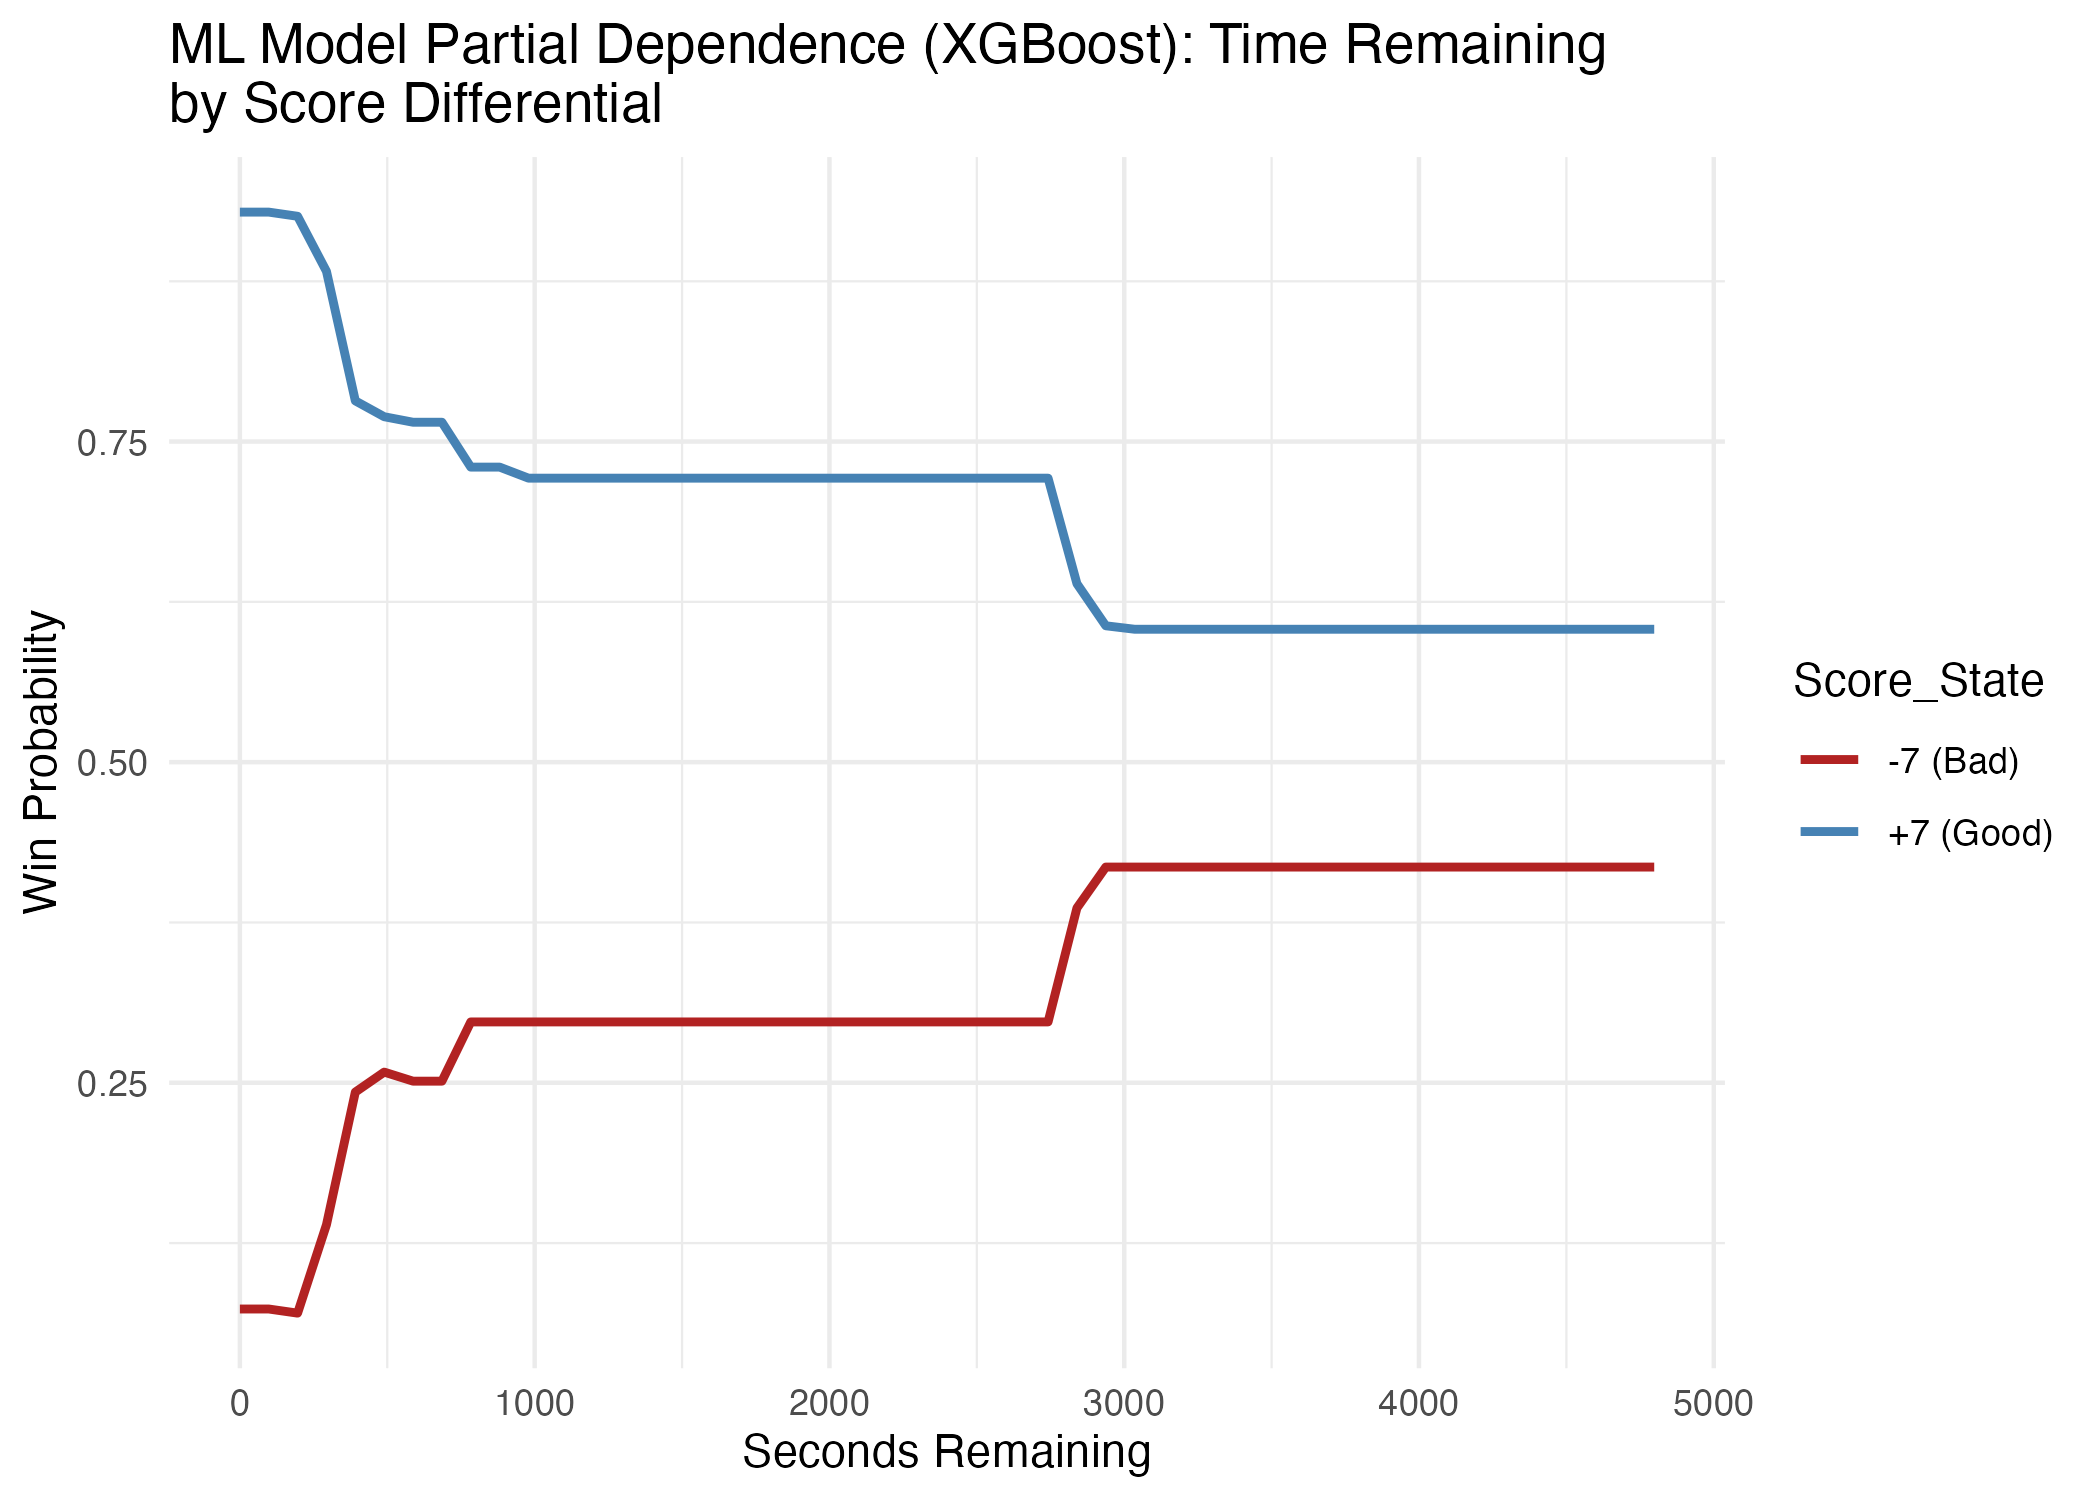 ML Model Partial Dependence (XGBoost): Time Remaining
by Score Differential
Win Probability
0.75
0.50
0.25
0
1000
2000
3000
4000
5000
Seconds Remaining
Score_State
-7 (Bad)
+7 (Good)